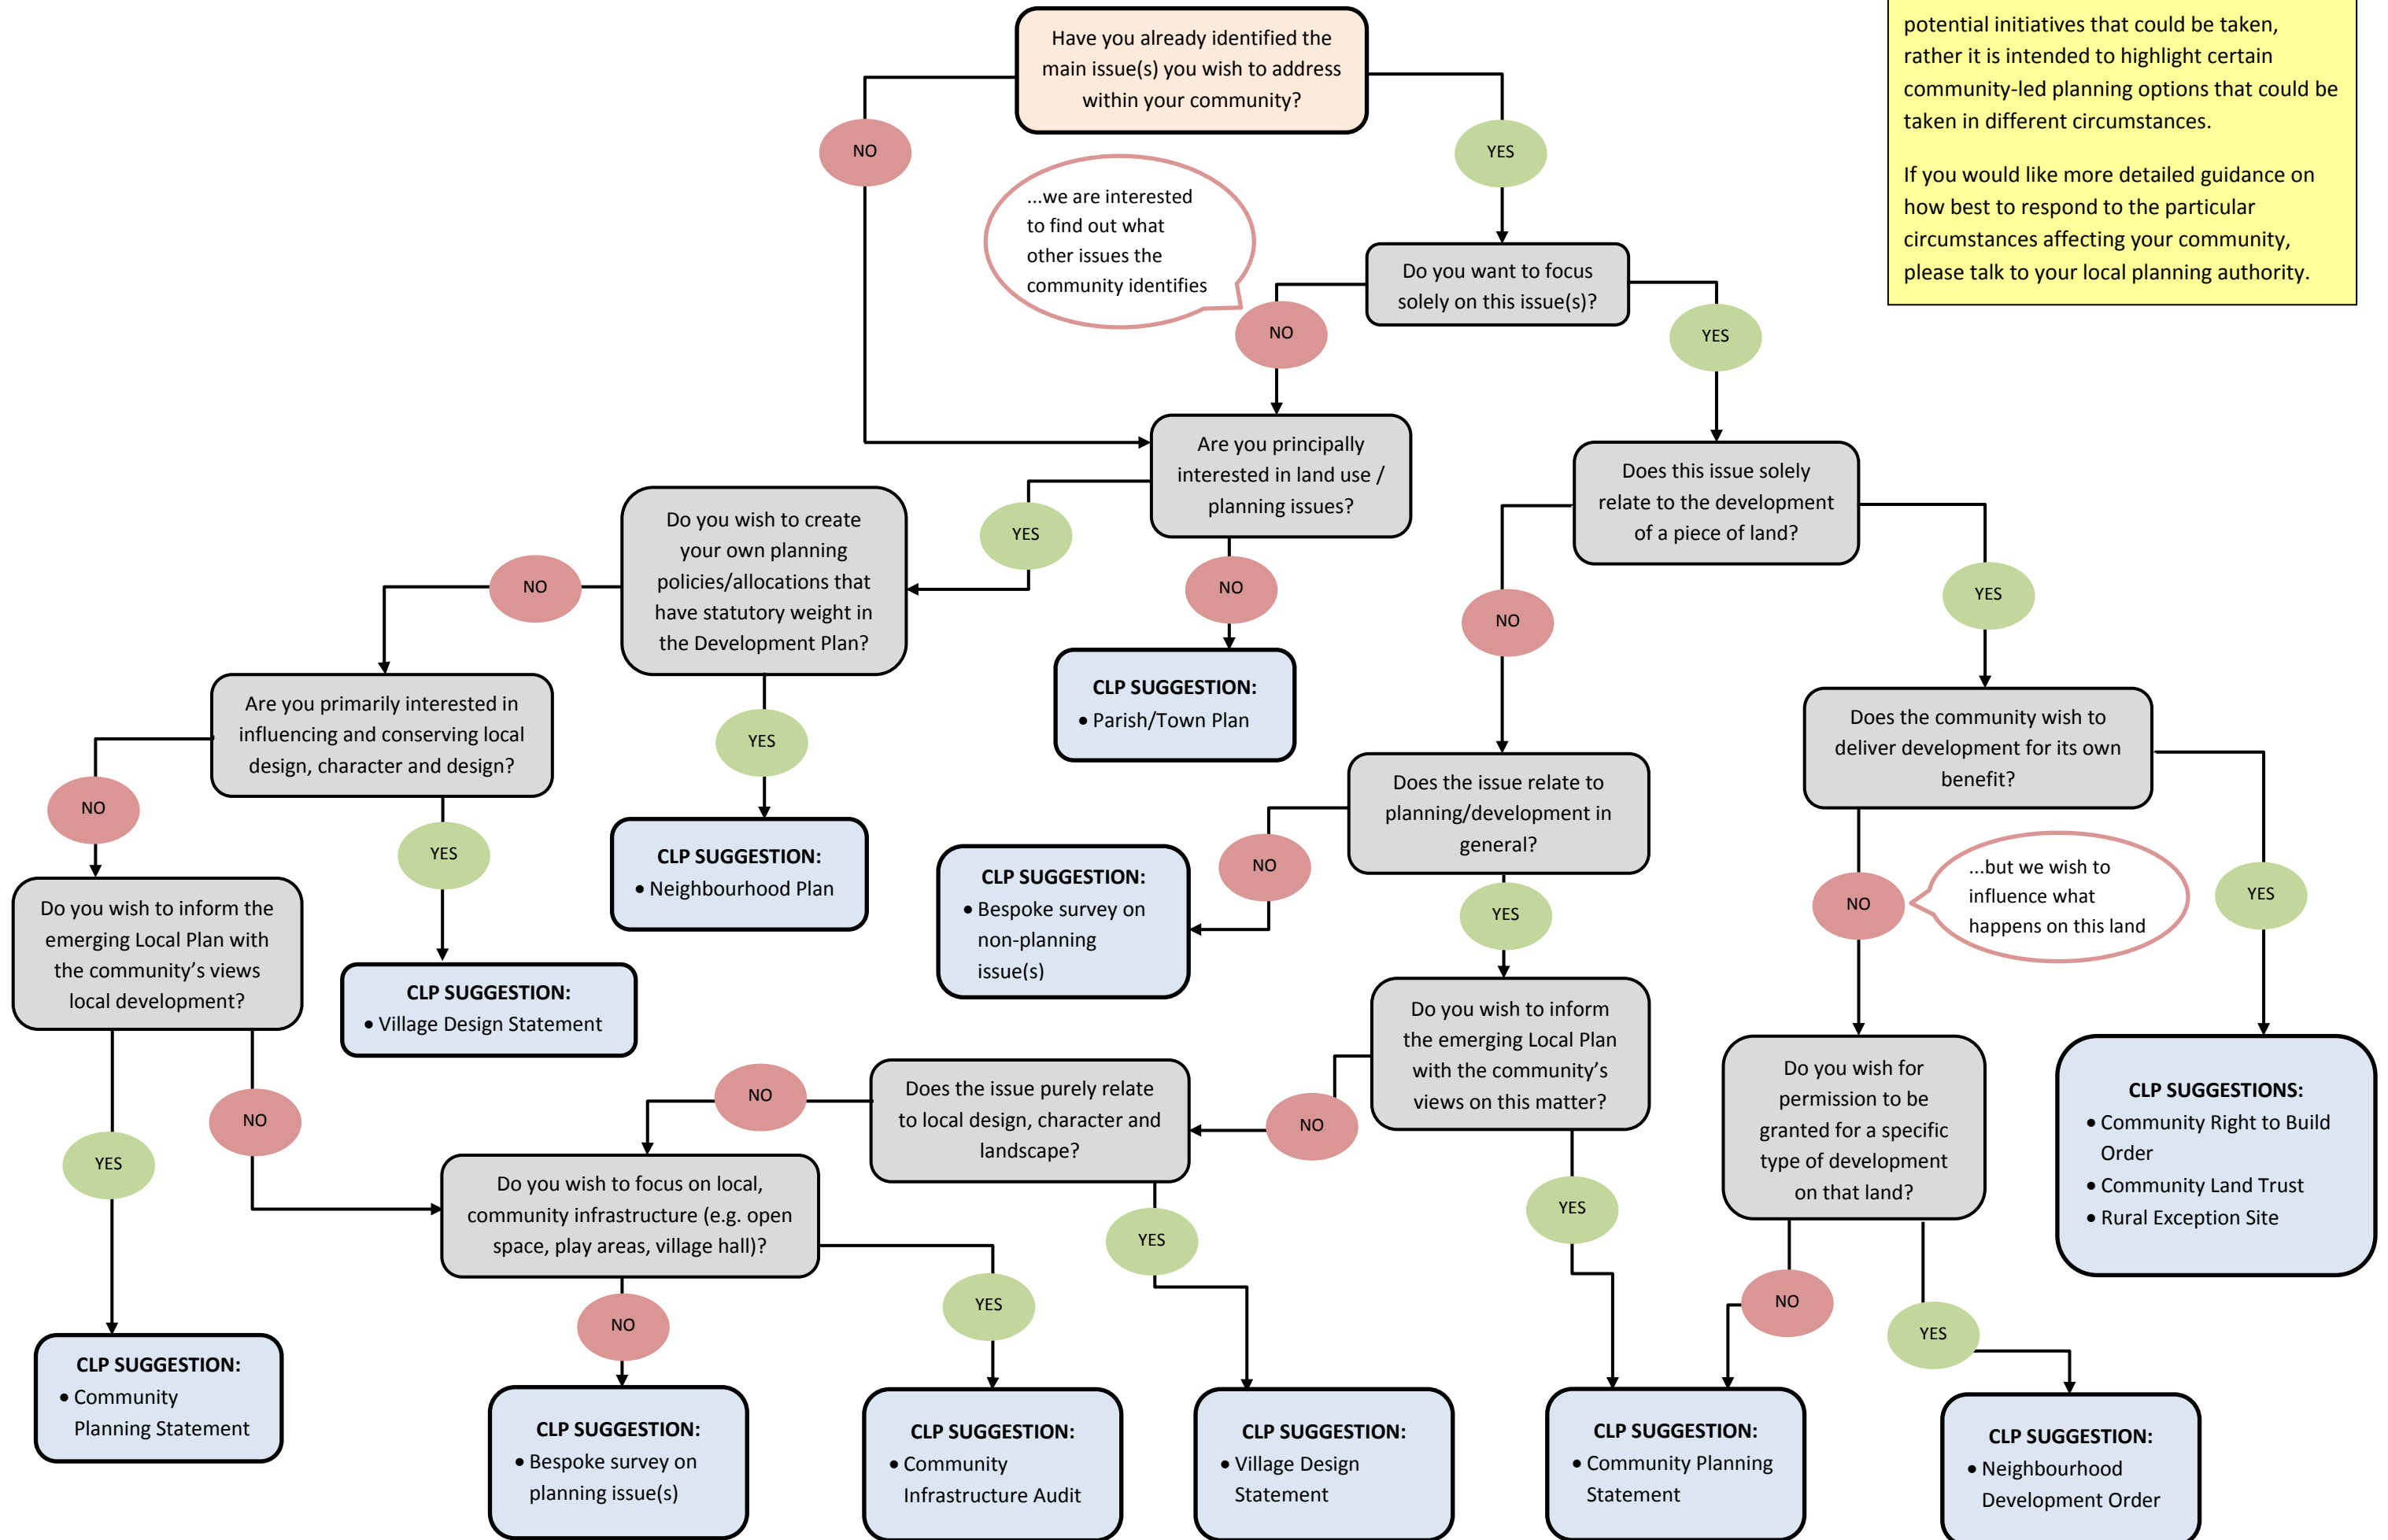 potential initiatives that could be taken,
rather it is intended to highlight certain
community-led planning options that could be
taken in different circumstances.
If you would like more detailed guidance on
how best to respond to the particular
circumstances affecting your community,
please talk to your local planning authority.
Have you already identified the
main issue(s) you wish to address
within your community?
NO
YES
...we are interested
to find out what
other issues the
community identifies
Do you want to focus
solely on this issue(s)?
NO
YES
Are you principally
interested in land use /
planning issues?
YES
NO
Does this issue solely
relate to the development
of a piece of land?
NO
YES
Do you wish to create
your own planning
policies/allocations that
have statutory weight in
the Development Plan?
NO
YES
CLP SUGGESTION:
• Parish/Town Plan
Are you primarily interested in
influencing and conserving local
design, character and design?
NO
YES
CLP SUGGESTION:
• Neighbourhood Plan
Does the issue relate to
planning/development in
general?
NO
YES
Does the community wish to
deliver development for its own
benefit?
NO
...but we wish to
influence what
happens on this land
YES
CLP SUGGESTION:
• Bespoke survey on
non-planning
issue(s)
Do you wish to inform the
emerging Local Plan with
the community’s views
local development?
YES
NO
CLP SUGGESTION:
• Village Design Statement
Do you wish to inform
the emerging Local Plan
with the community’s
views on this matter?
NO
YES
Does the issue purely relate
to local design, character and
landscape?
NO
YES
Do you wish for
permission to be
granted for a specific
type of development
on that land?
NO
YES
CLP SUGGESTIONS:
• Community Right to Build
Order
• Community Land Trust
• Rural Exception Site
Do you wish to focus on local,
community infrastructure (e.g. open
space, play areas, village hall)?
NO
YES
CLP SUGGESTION:
• Community
Planning Statement
CLP SUGGESTION:
• Bespoke survey on
planning issue(s)
CLP SUGGESTION:
• Community
Infrastructure Audit
CLP SUGGESTION:
• Village Design
Statement
CLP SUGGESTION:
• Community Planning
Statement
CLP SUGGESTION:
• Neighbourhood
Development Order